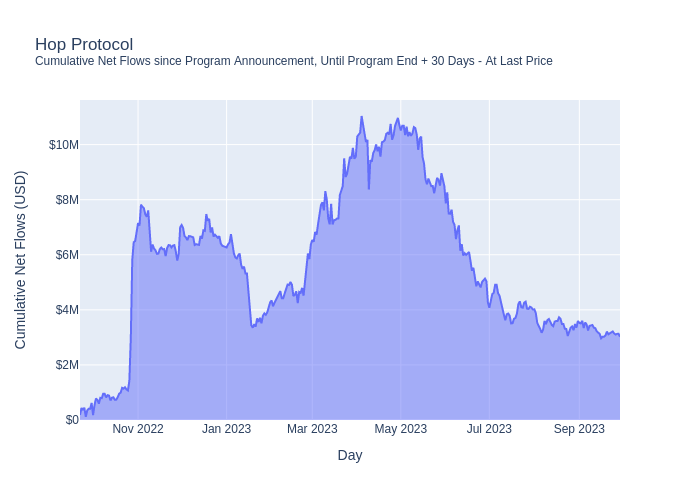 Hop Protocol
Cumulative Net Flows since Program Announcement, Until Program End + 30 Days - At Last Price
Cumulative Net Flows (USD)
$10M
$8M
$6M
$4M
$2M
$0
Nov 2022 Jan 2023 Mar 2023 May 2023 Jul 2023 Sep 2023
Day